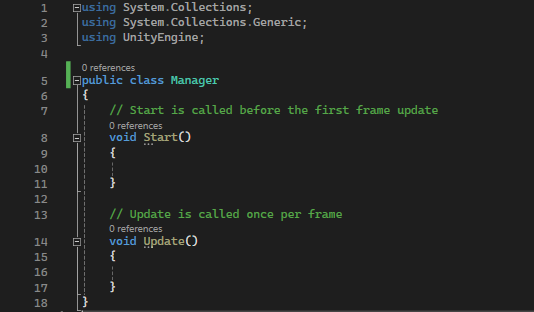 1 using System.Collections;
2 using System.Collections.Generic;
3 using UnityEngine;
4
0 references
5 public class Manager
6 {
7 // Start is called before the first frame update
0 references
8 void Start()
9 {
10
11 }
12
13 // Update is called once per frame
0 references
14 void Update()
15 {
16
17 }
18 }